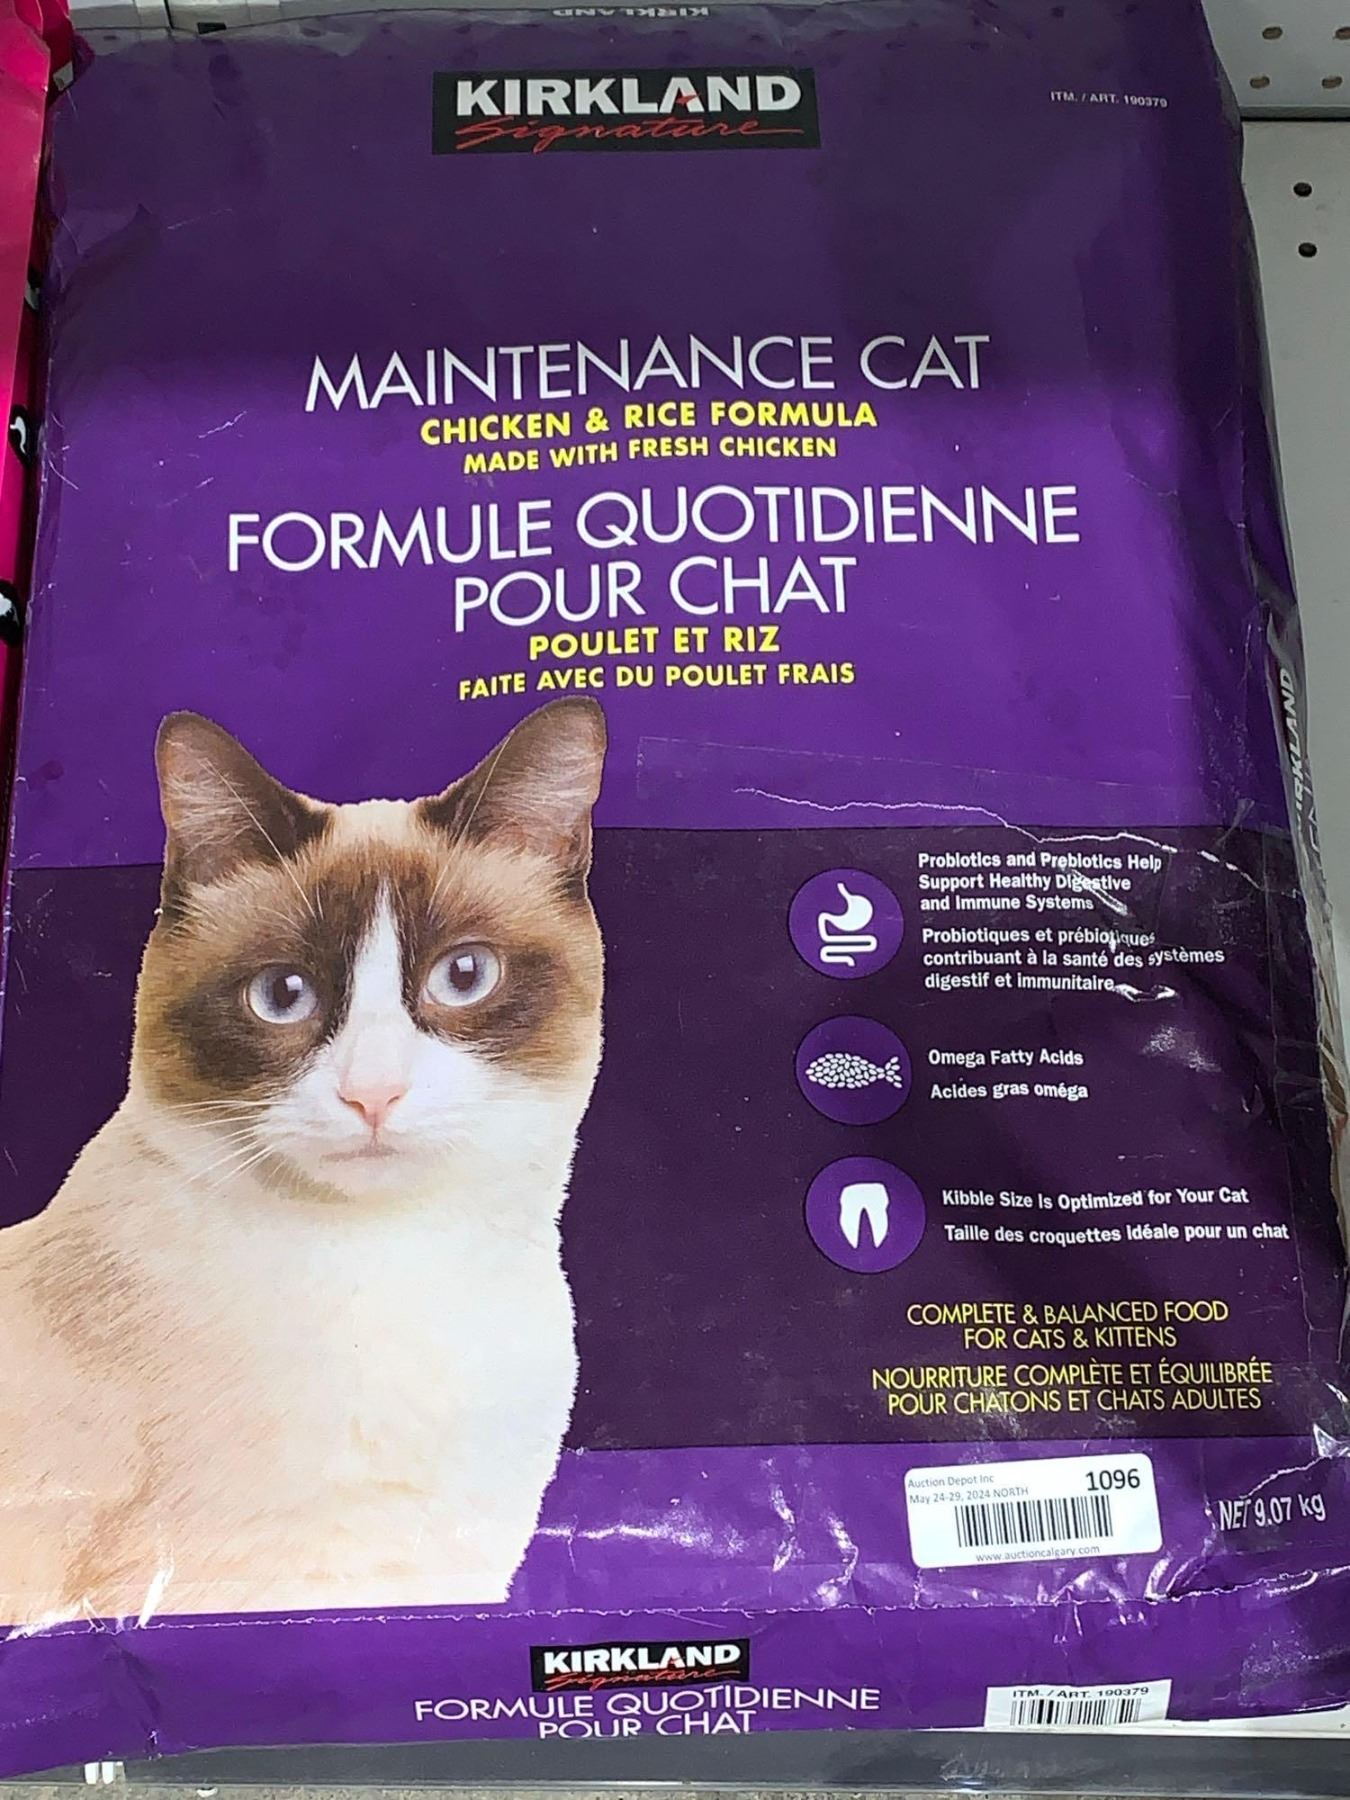 KIRKLAND
KIRKLAND
Signature
ITM. / ART. 190379
MAINTENANCE CAT
CHICKEN & RICE FORMULA
MADE WITH FRESH CHICKEN
FORMULE QUOTIDIENNE
POUR CHAT
POULET ET RIZ
FAITE AVEC DU POULET FRAIS
KIRKLAND
Probiotics and Prebiotics Help
Support Healthy Digestive
and Immune Systems
Probiotiques et prébiotiques
contribuant à la santé des systèmes
digestif et immunitaire
Omega Fatty Acids
Acides gras oméga
Kibble Size Is Optimized for Your Cat
Taille des croquettes idéale pour un chat
COMPLETE & BALANCED FOOD
FOR CATS & KITTENS
NOURRITURE COMPLÈTE ET ÉQUILIBRÉE
POUR CHATONS ET CHATS ADULTES
Auction Depot Inc
1096
May 24-29, 2024 NORTH
www.auctioncalgary.com
NET 9.07 kg
KIRKLAND
Signature
FORMULE QUOTIDIENNE
POUR CHAT
ITM. / ART. 190379